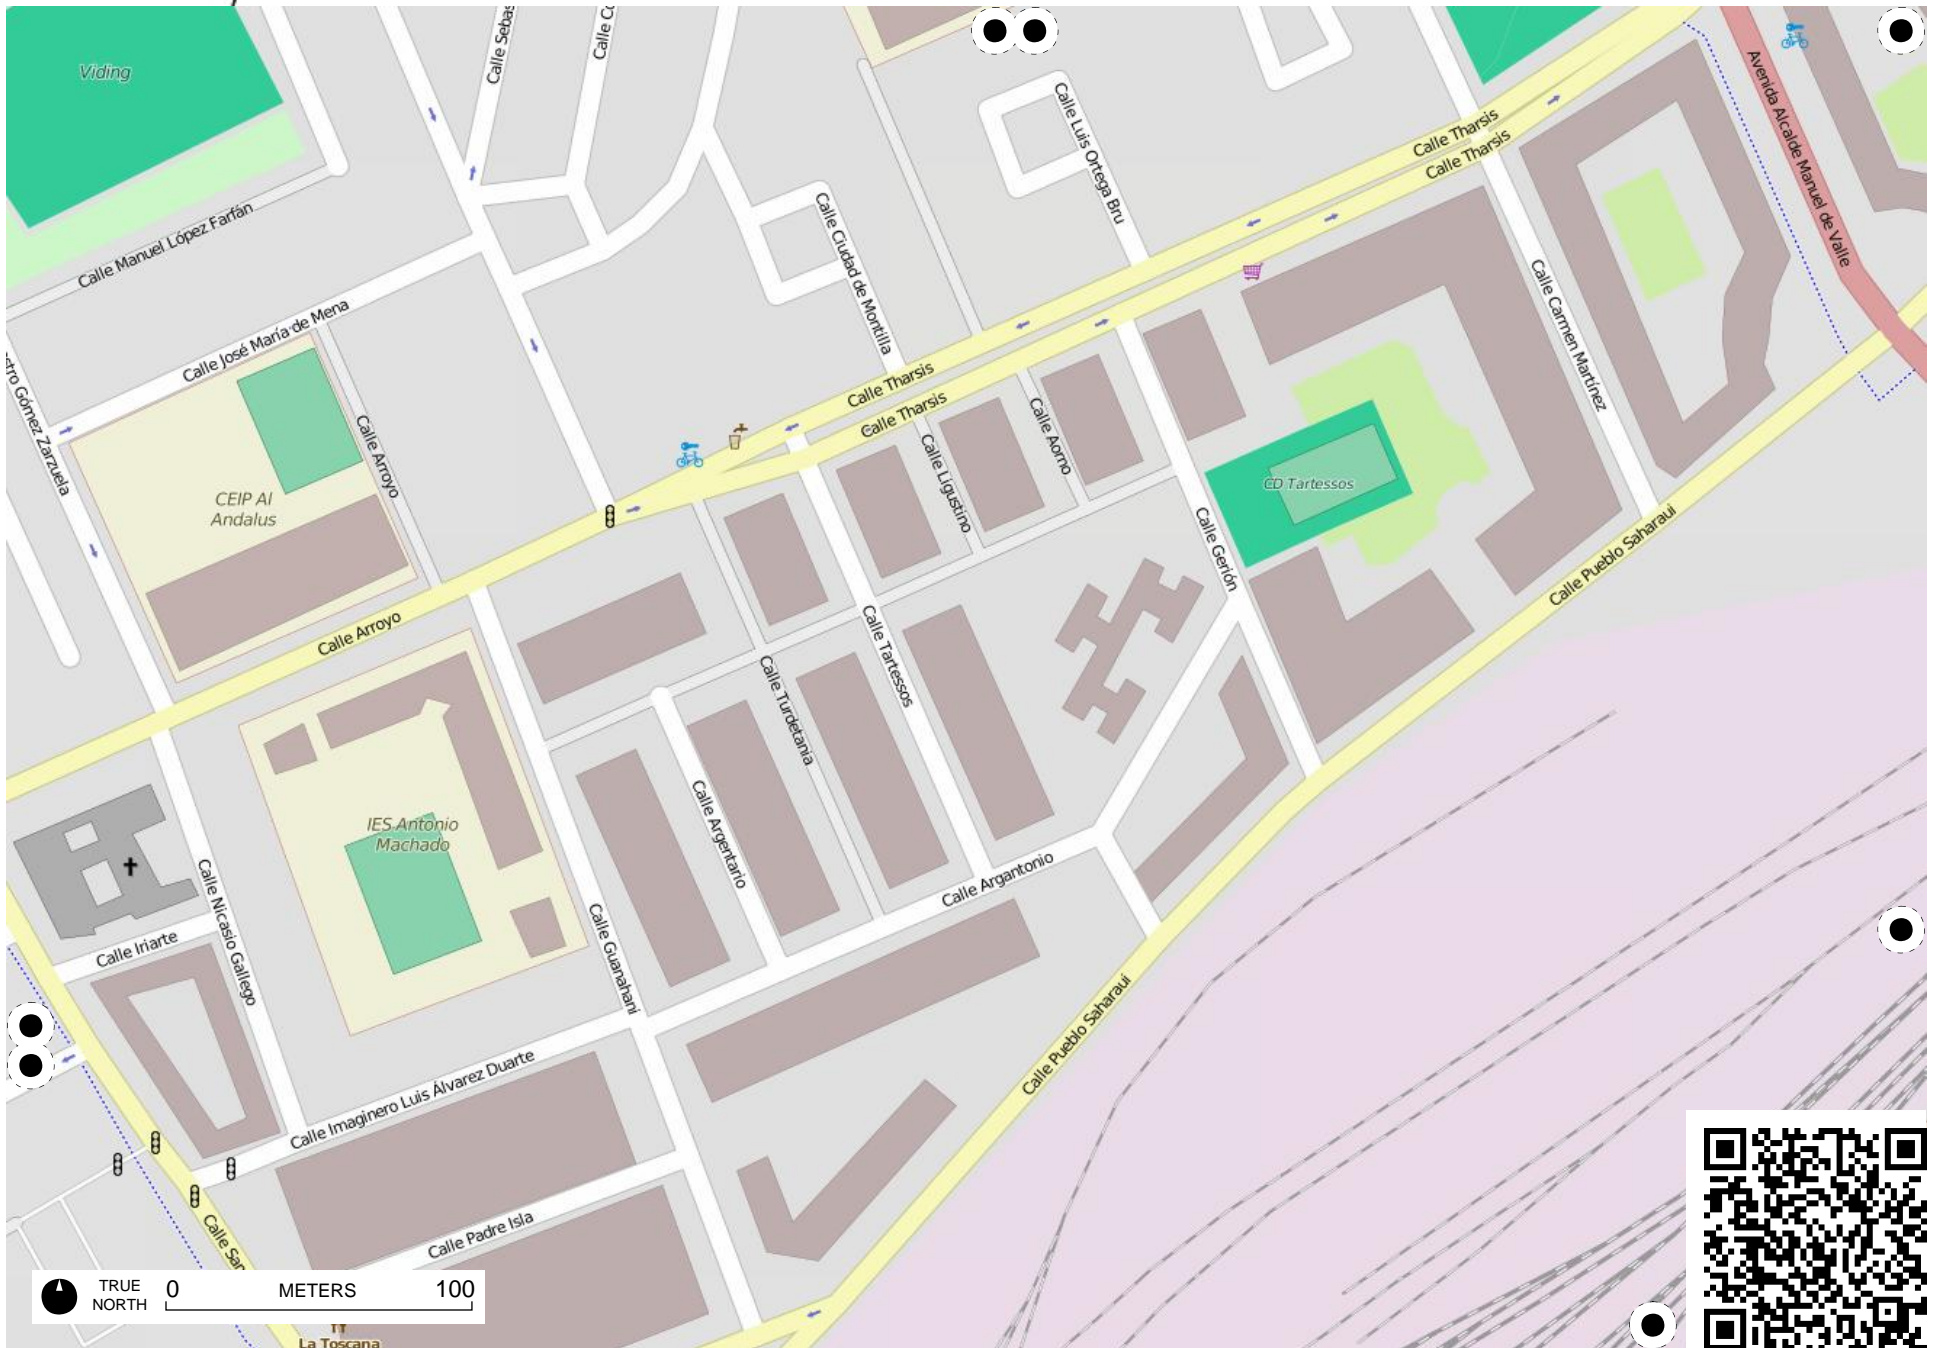 Viding
Calle Manuel López Farfán
Calle José María de Mena
Calle Luis Ortega Bru
Calle Ciudad de Montilla
Calle Tharsis
Calle Tharsis
Avenida Alcalde Manuel de Valle
Calle Carmen Martínez
Calle Tharsis
Calle Tharsis
Calle Arroyo
CEIP Al
Andalus
Calle Ligustino
Calle Aorno
CD Tartessos
Calle Gerión
Calle Pueblo Saharaui
Calle Arroyo
Calle Tartessos
Calle Turdetania
IES Antonio
Machado
Calle Argentario
Calle Argantonio
Calle Nicasio Gallego
Calle Iriarte
Calle Guanahani
Calle Pueblo Saharaui
Calle Imaginero Luis Álvarez Duarte
Calle Padre Isla
Calle
TRUE
NORTH
0 METERS 100
La Toscana